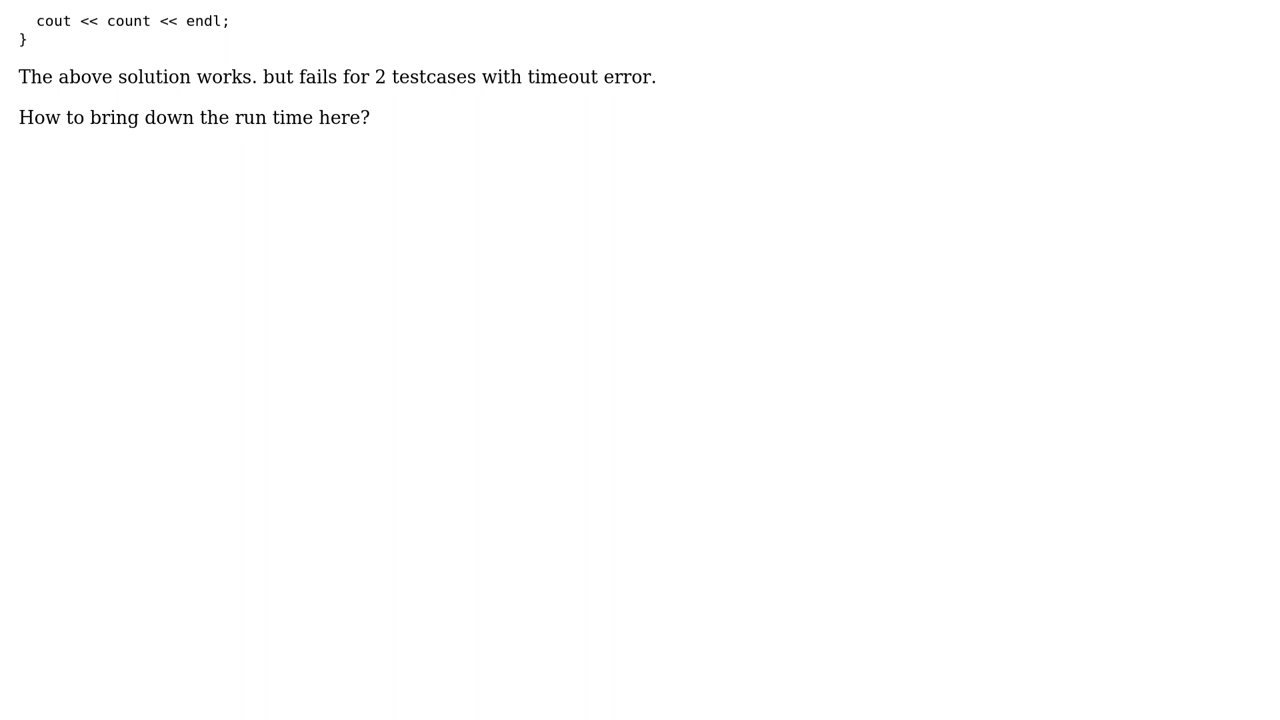 cout << count << endl;
}
The above solution works. but fails for 2 testcases with timeout error.
How to bring down the run time here?